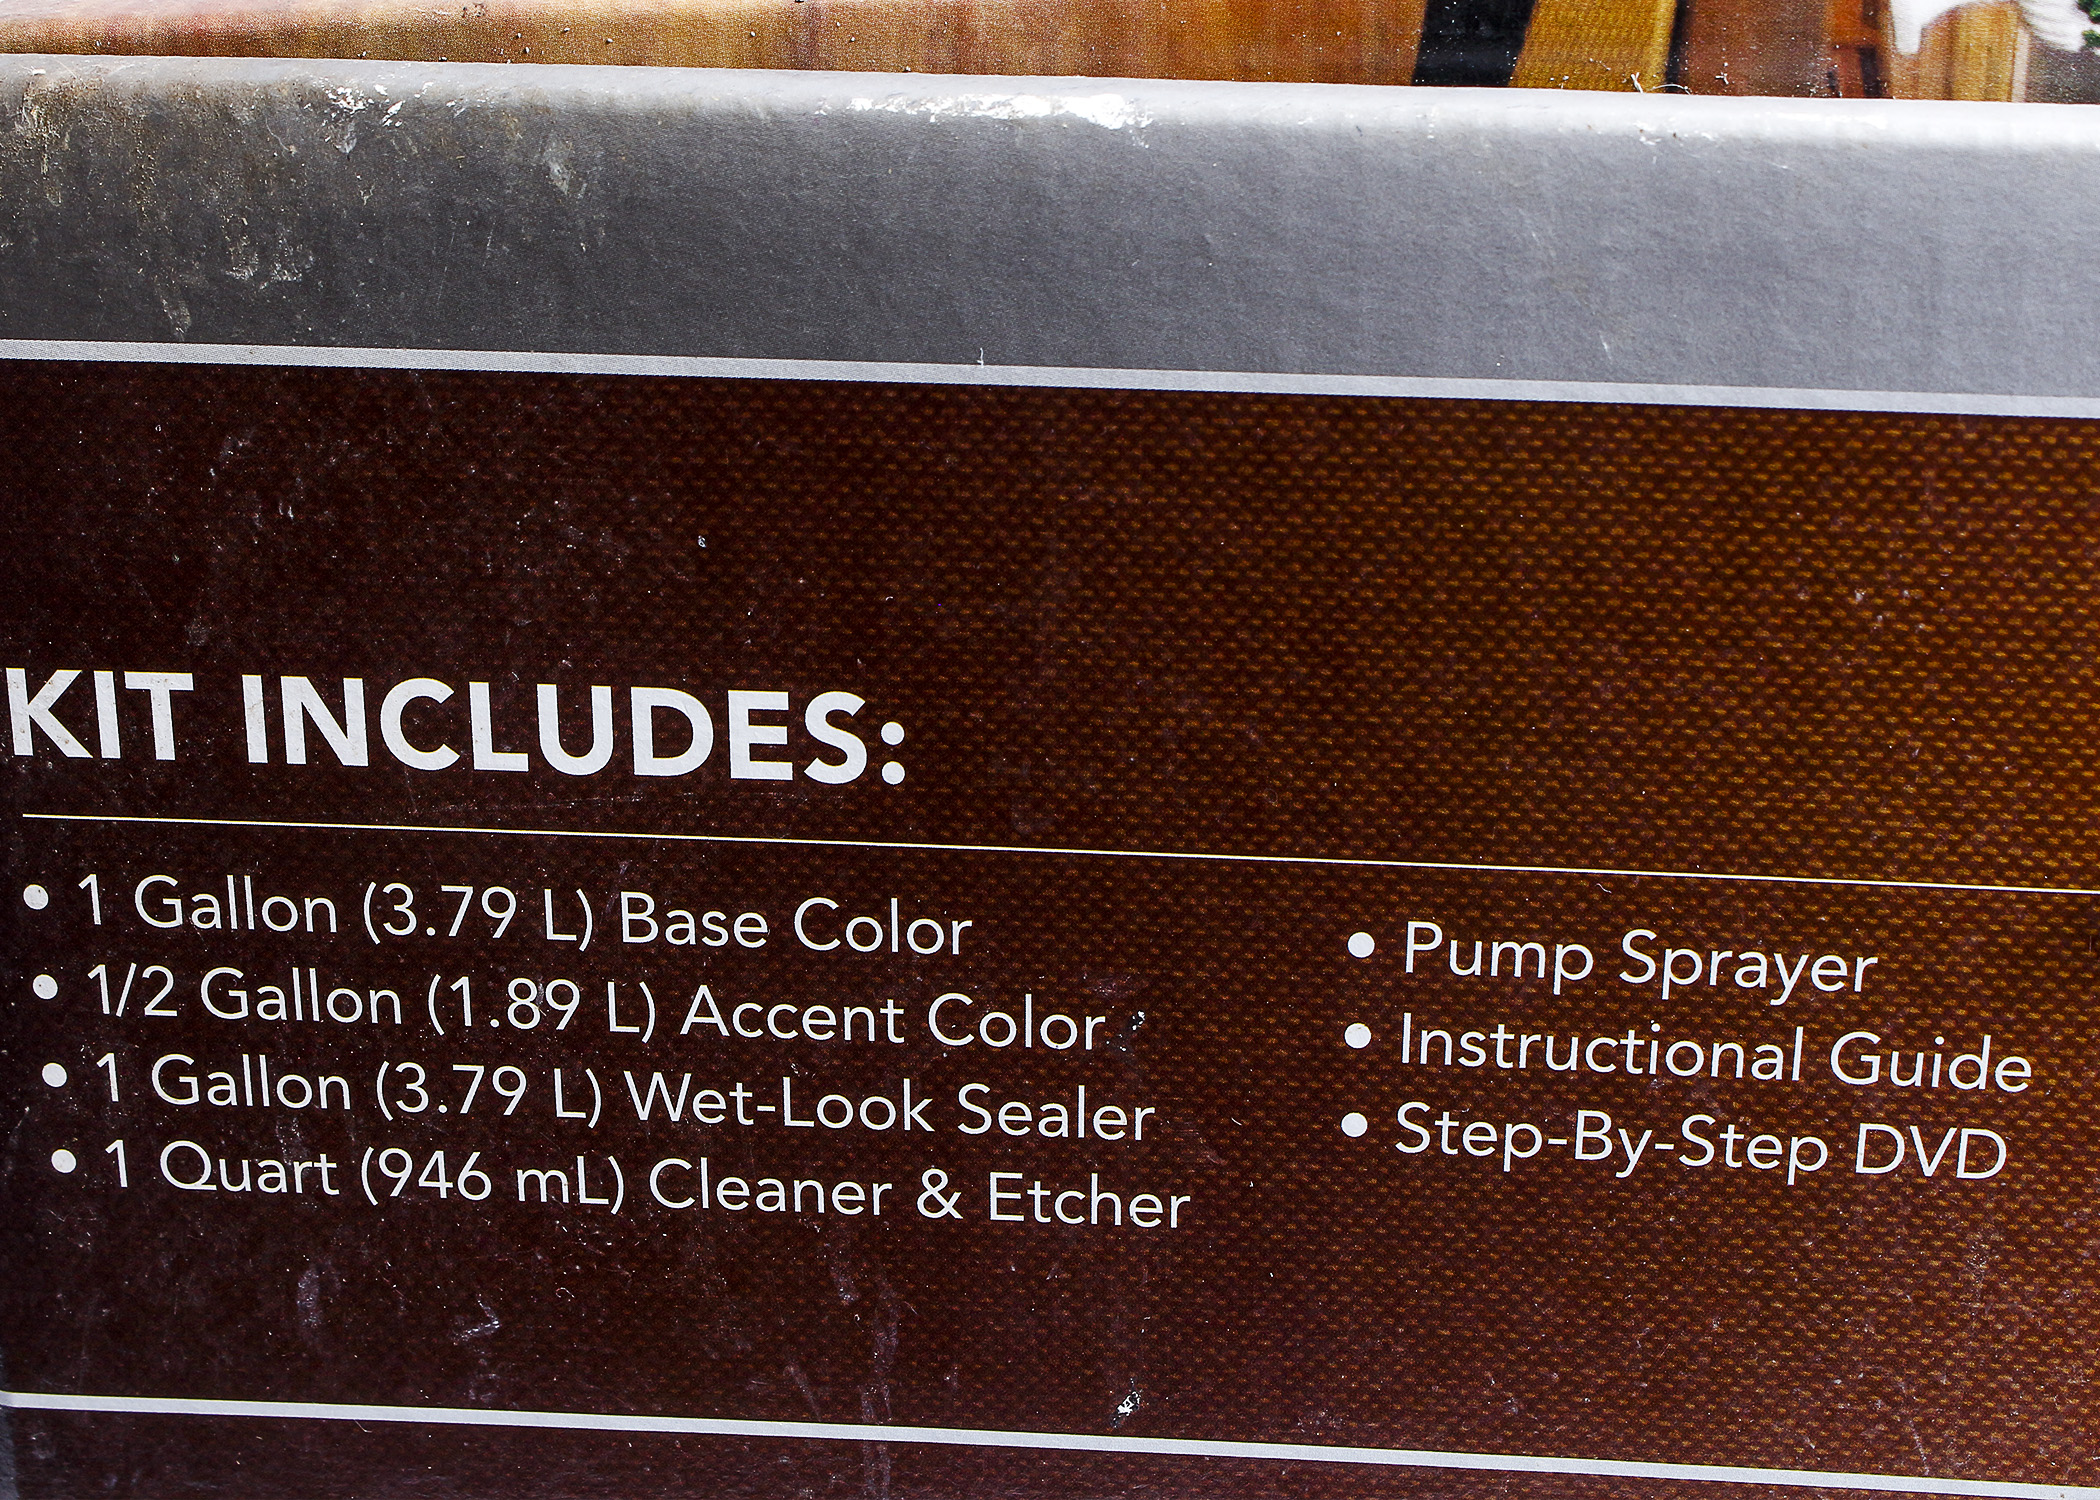 KIT INCLUDES:
• 1 Gallon (3.79 L) Base Color
• 1/2 Gallon (1.89 L) Accent Color
• 1 Gallon (3.79 L) Wet-Look Sealer
• 1 Quart (946 mL) Cleaner & Etcher
• Pump Sprayer
• Instructional Guide
• Step-By-Step DVD